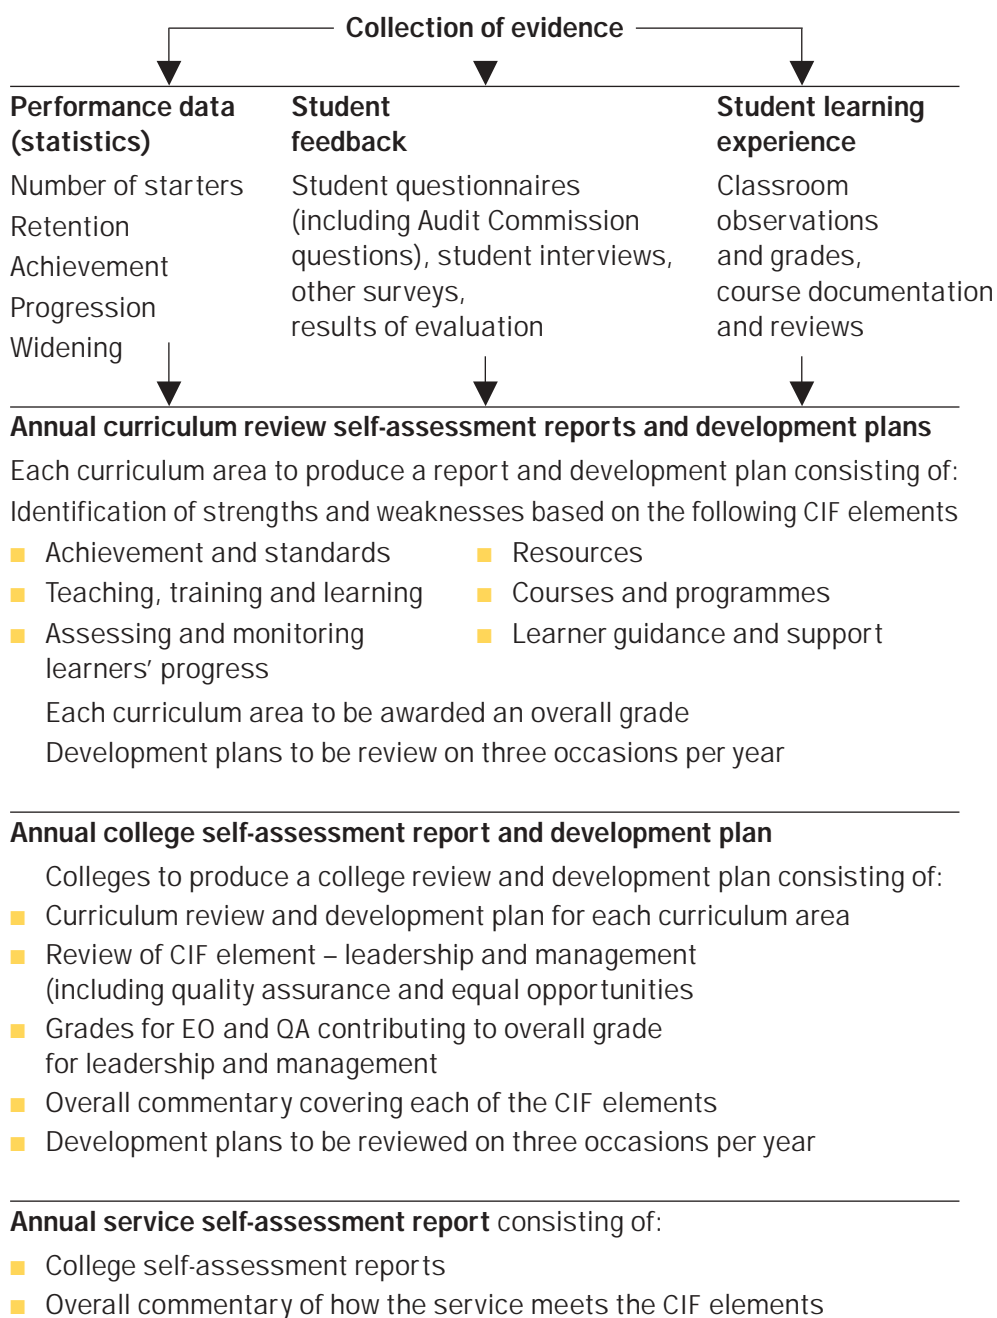 Collection of evidence
Performance data
(statistics)
Number of starters
Retention
Achievement
Progression
Widening
Student
feedback
Student questionnaires
(including Audit Commission
questions), student interviews,
other surveys,
results of evaluation
Student learning
experience
Classroom
observations
and grades,
course documentation
and reviews
Annual curriculum review self-assessment reports and development plans
Each curriculum area to produce a report and development plan consisting of:
Identification of strengths and weaknesses based on the following CIF elements
Achievement and standards
Teaching, training and learning
Assessing and monitoring
learners' progress
Resources
Courses and programmes
Learner guidance and support
Each curriculum area to be awarded an overall grade
Development plans to be review on three occasions per year
Annual college self-assessment report and development plan
Colleges to produce a college review and development plan consisting of:
Curriculum review and development plan for each curriculum area
Review of CIF element – leadership and management
(including quality assurance and equal opportunities
Grades for EO and QA contributing to overall grade
for leadership and management
Overall commentary covering each of the CIF elements
Development plans to be reviewed on three occasions per year
Annual service self-assessment report consisting of:
College self-assessment reports
Overall commentary of how the service meets the CIF elements